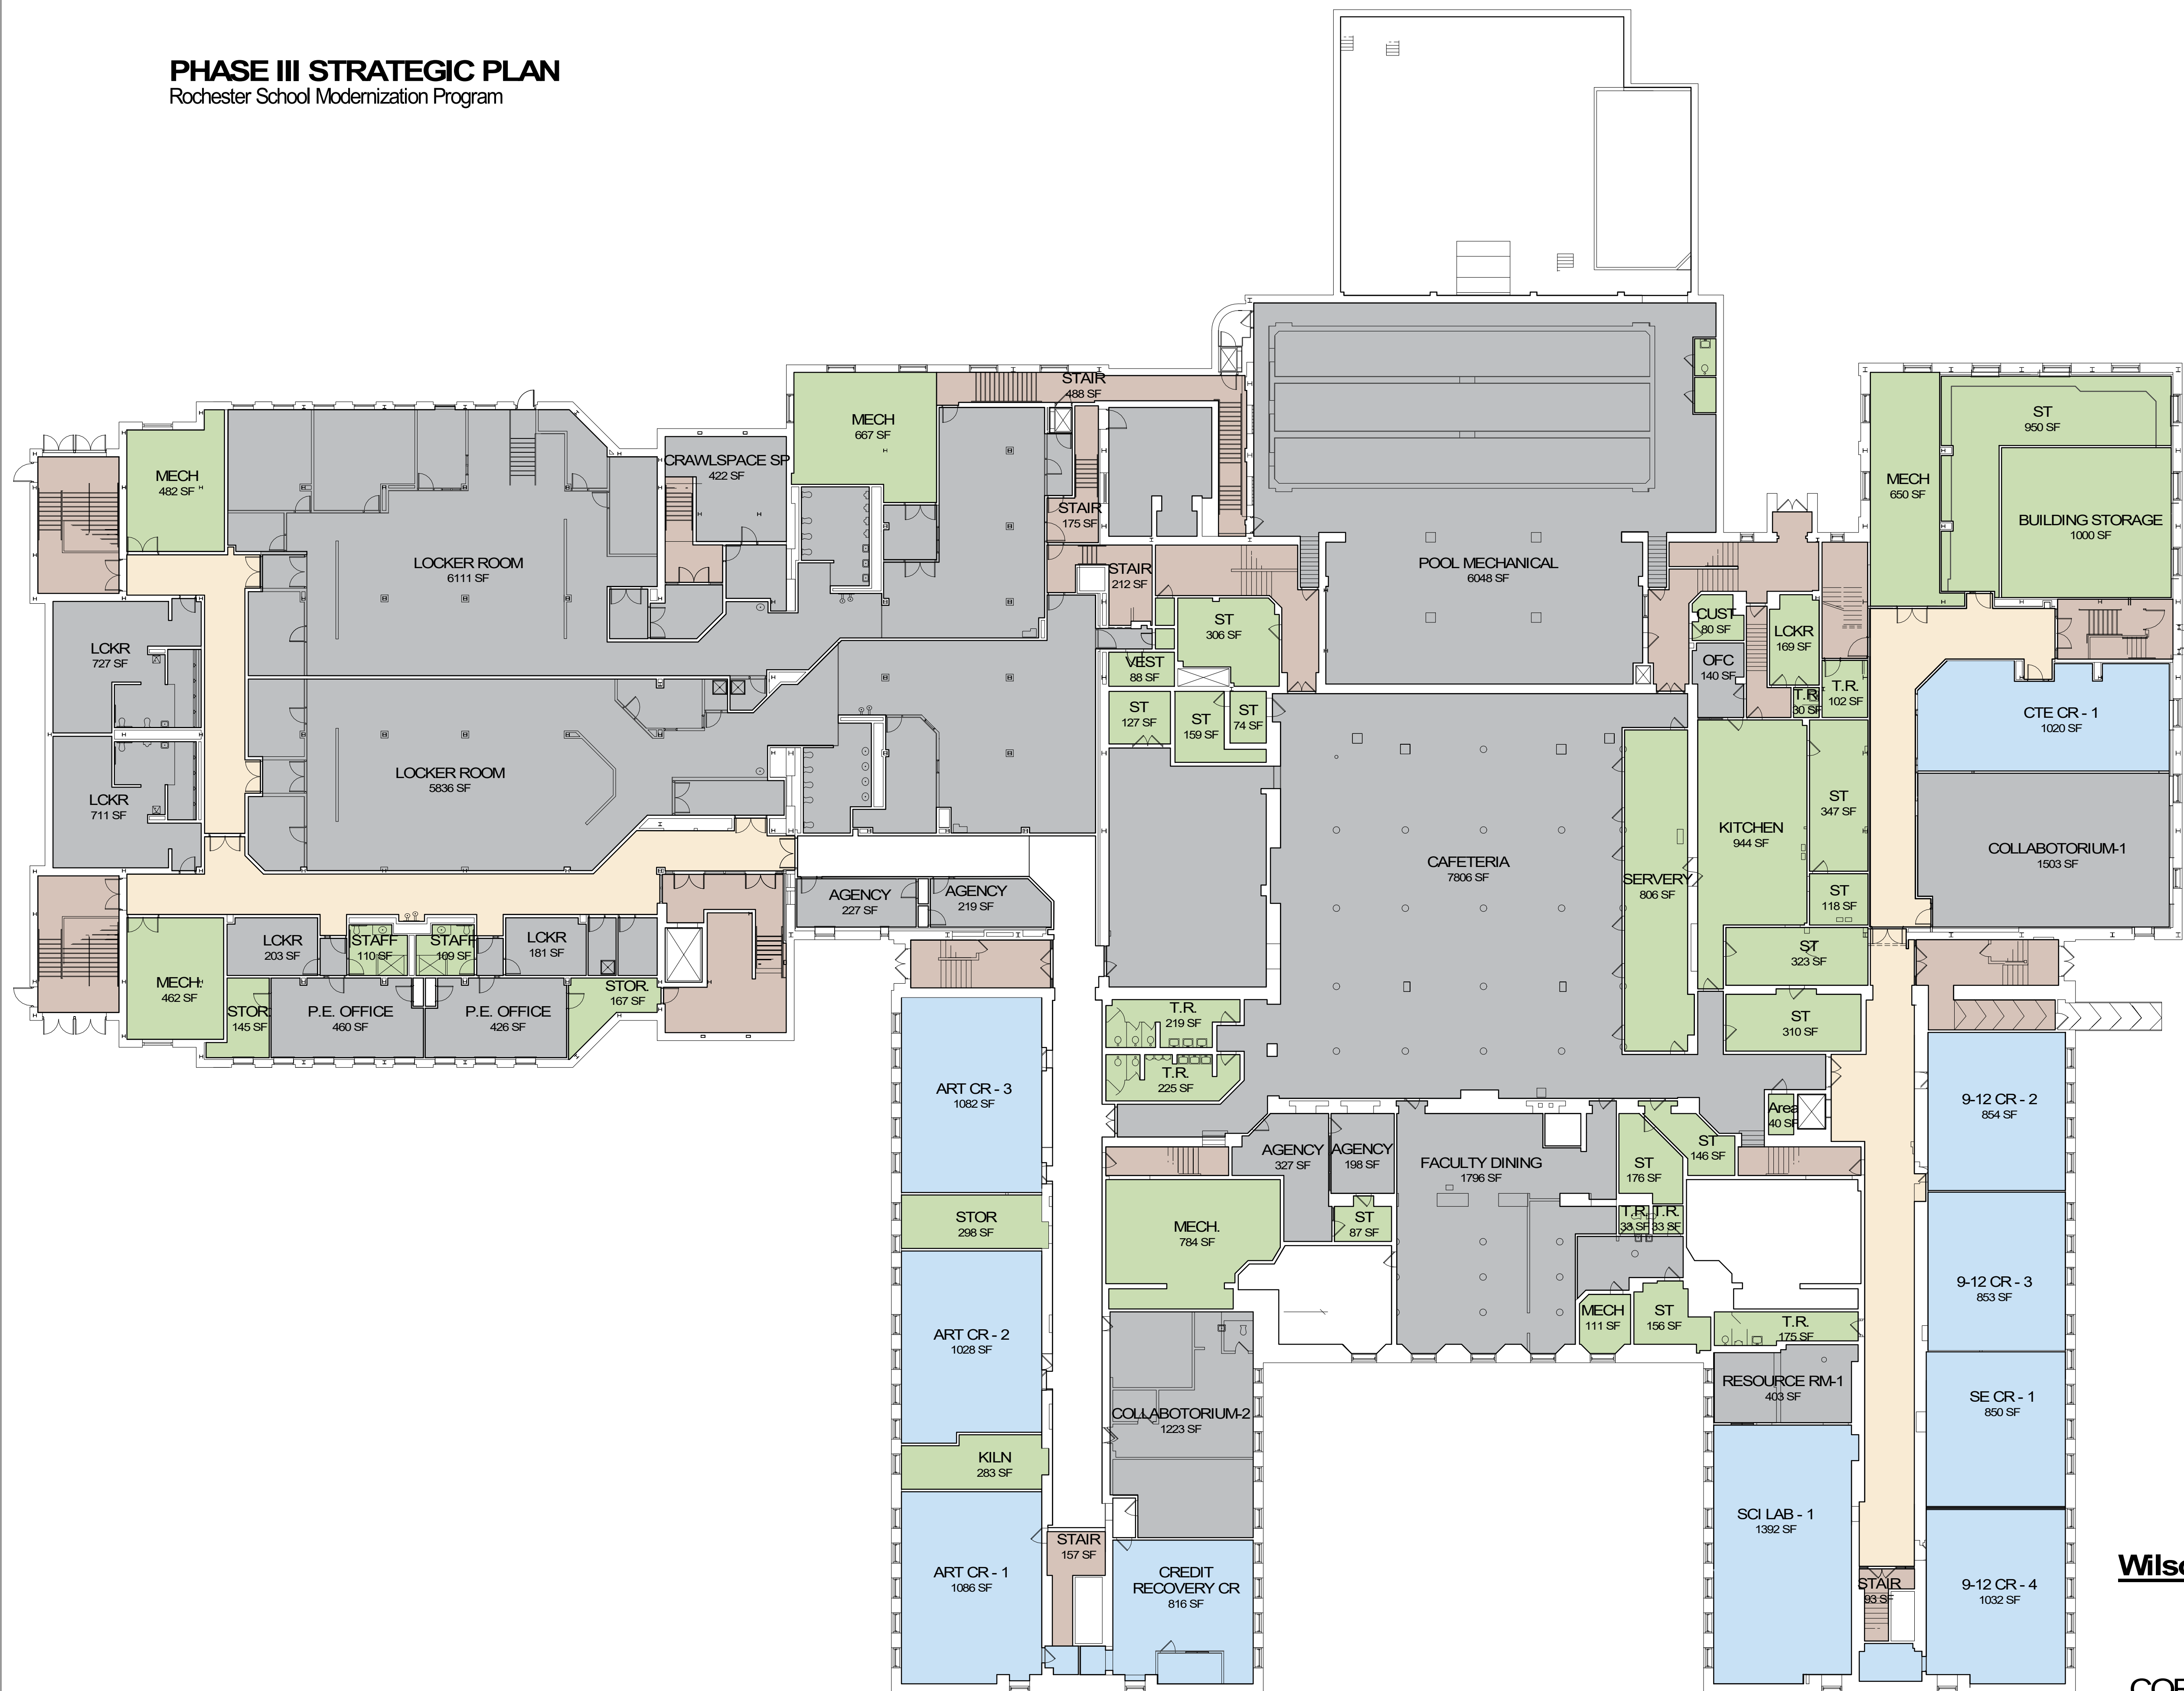 PHASE III STRATEGIC PLAN
Rochester School Modernization Program
STAIR
488 SF
MECH
667 SF
MECH
482 SF
CRAWLSPACE SP
422 SF
STAIR
175 SF
ST
950 SF
MECH
650 SF
BUILDING STORAGE
1000 SF
LOCKER ROOM
6111 SF
STAIR
212 SF
POOL MECHANICAL
6048 SF
ST
306 SF
CUST
80 SF
LCKR
169 SF
LCKR
727 SF
VEST
88 SF
OFC
140 SF
T.R.
102 SF
T.R
30 SF
ST
127 SF
ST
159 SF
ST
74 SF
CTE CR - 1
1020 SF
LOCKER ROOM
5836 SF
LCKR
711 SF
ST
347 SF
KITCHEN
944 SF
COLLABOTORIUM-1
1503 SF
CAFETERIA
7806 SF
SERVERY
806 SF
AGENCY
227 SF
AGENCY
219 SF
ST
118 SF
LCKR
203 SF
STAFF
110 SF
STAFF
109 SF
LCKR
181 SF
ST
323 SF
MECH.
462 SF
STOR
145 SF
P.E. OFFICE
460 SF
P.E. OFFICE
426 SF
STOR.
167 SF
T.R.
219 SF
ST
310 SF
T.R.
225 SF
ART CR - 3
1082 SF
9-12 CR - 2
854 SF
Area
40 SF
AGENCY
327 SF
AGENCY
198 SF
FACULTY DINING
1796 SF
ST
176 SF
ST
146 SF
STOR
298 SF
MECH.
784 SF
ST
87 SF
T.R.
33 SF
T.R.
33 SF
9-12 CR - 3
853 SF
ART CR - 2
1028 SF
MECH
111 SF
ST
156 SF
T.R.
175 SF
RESOURCE RM-1
403 SF
SE CR - 1
850 SF
COLLABOTORIUM-2
1223 SF
KILN
283 SF
SCI LAB - 1
1392 SF
STAIR
157 SF
ART CR - 1
1086 SF
CREDIT
RECOVERY CR
816 SF
STAIR
93 SF
9-12 CR - 4
1032 SF